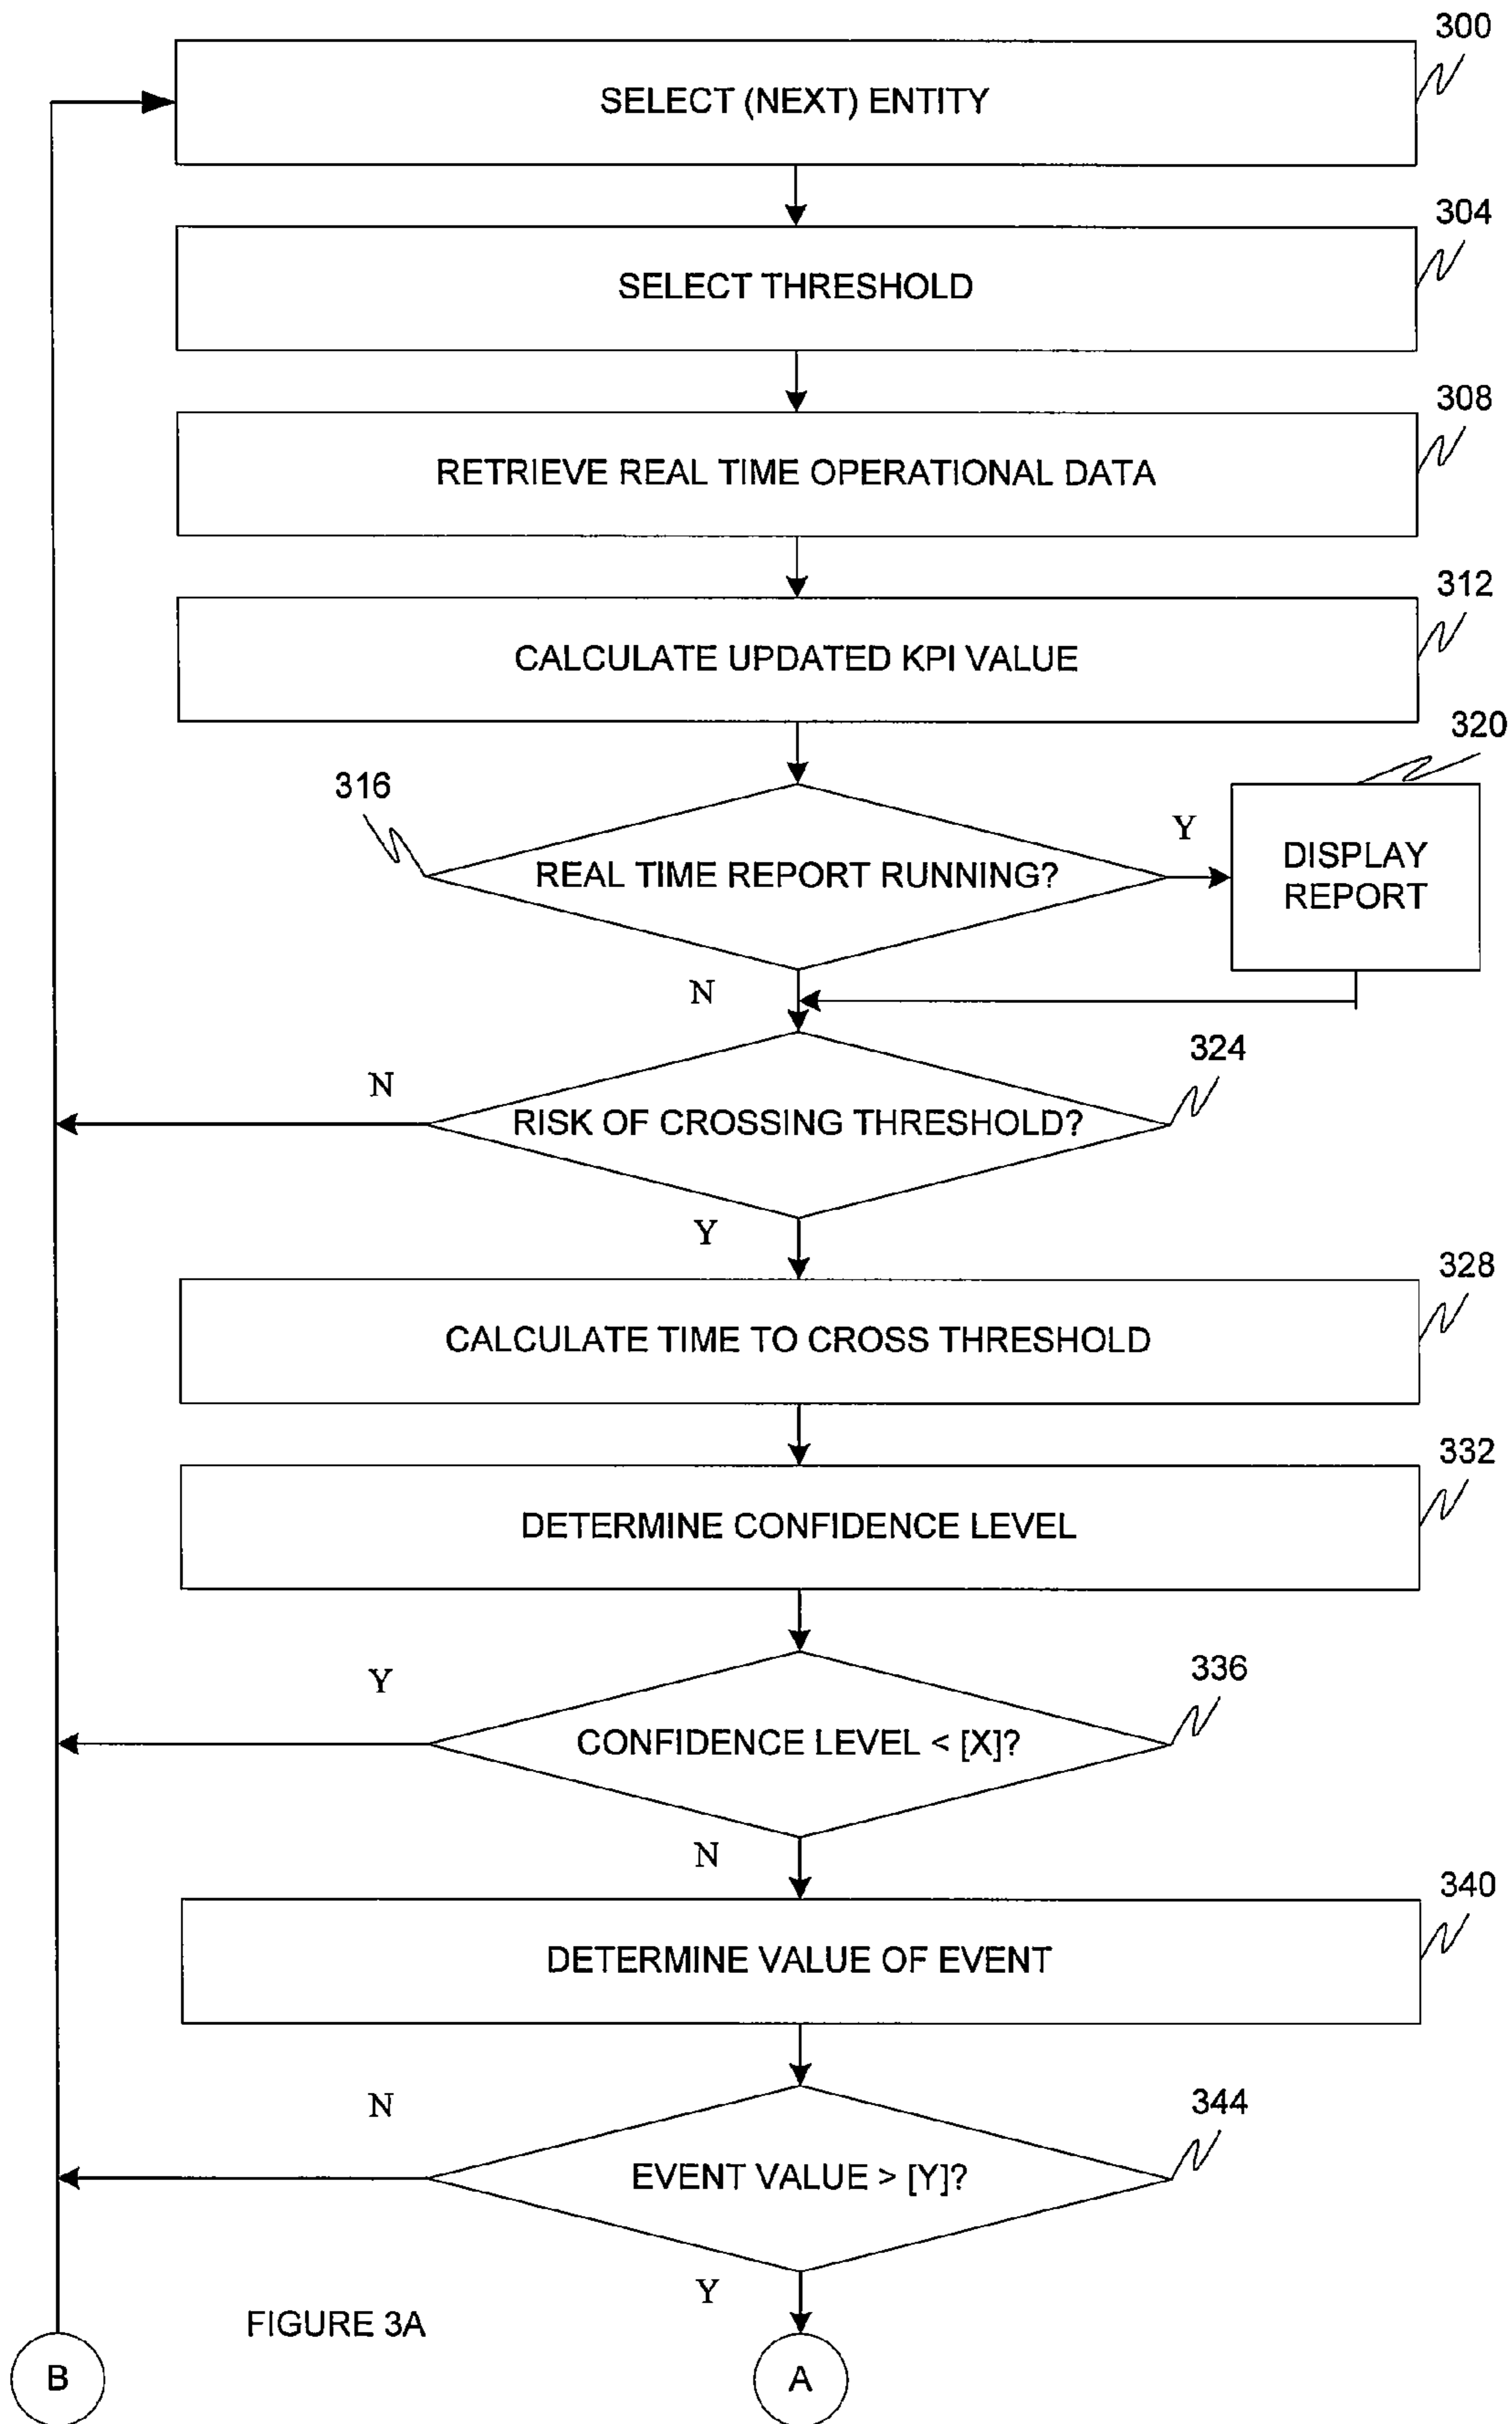 300
SELECT (NEXT) ENTITY
304
SELECT THRESHOLD
308
RETRIEVE REAL TIME OPERATIONAL DATA
312
CALCULATE UPDATED KPI VALUE
320
316
Y
REAL TIME REPORT RUNNING?
DISPLAY
REPORT
N
324
N
RISK OF CROSSING THRESHOLD?
Y
328
CALCULATE TIME TO CROSS THRESHOLD
332
DETERMINE CONFIDENCE LEVEL
336
Y
CONFIDENCE LEVEL < [X]?
N
340
DETERMINE VALUE OF EVENT
344
N
EVENT VALUE > [Y]?
Y
FIGURE 3A
B
A